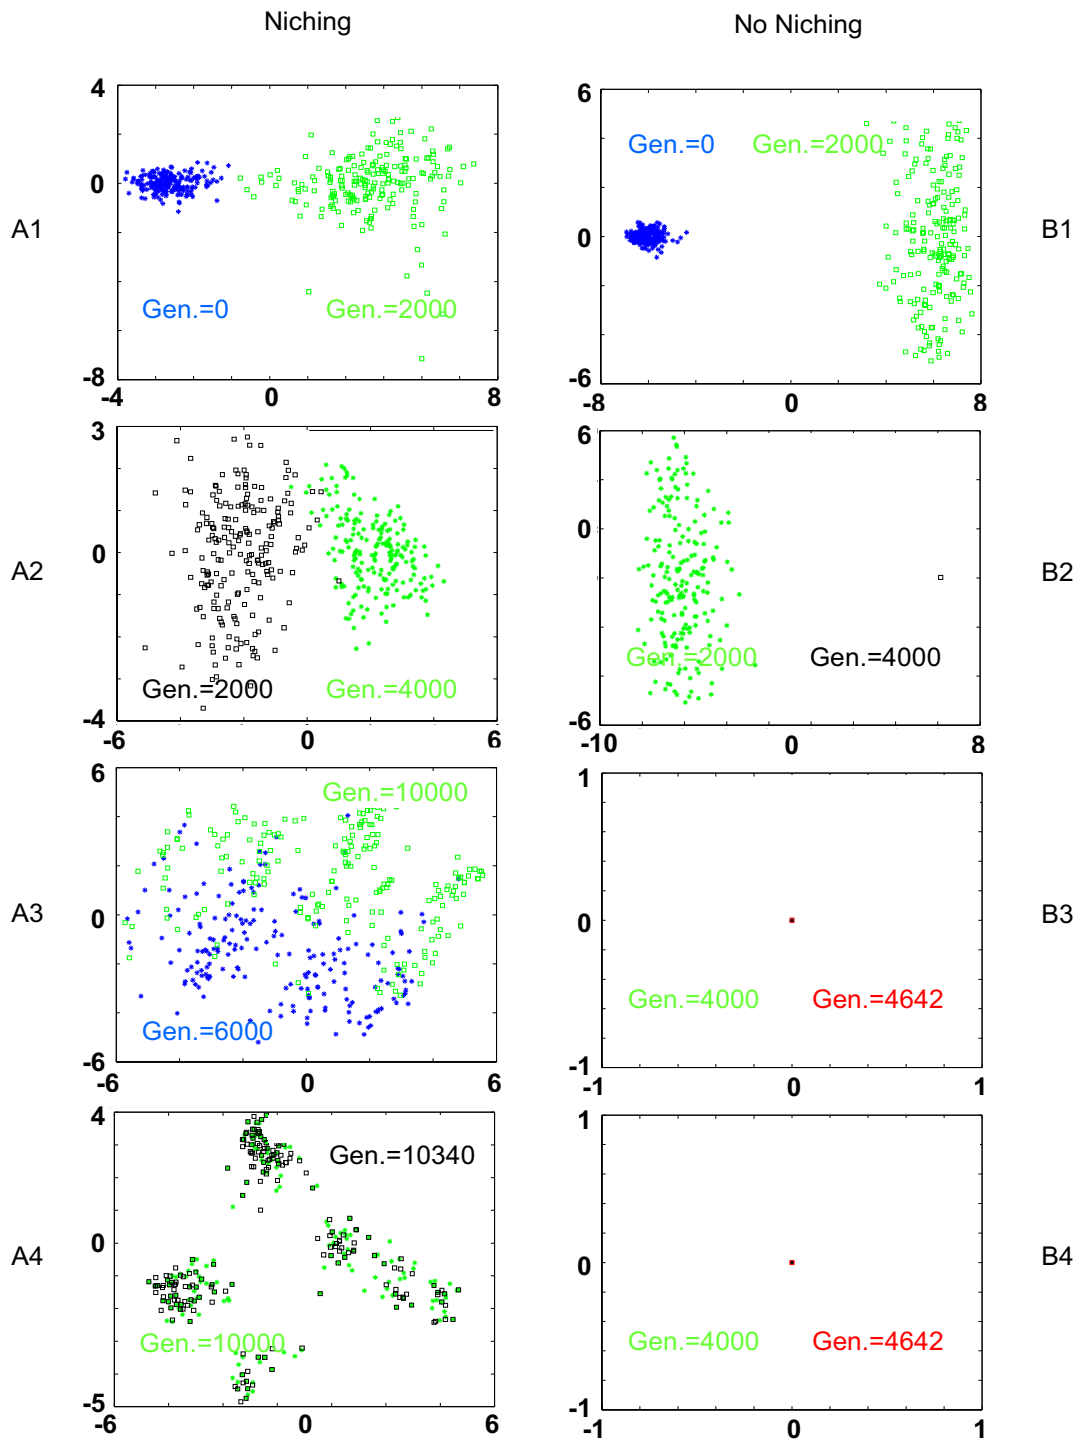 Niching
No Niching
4
0
-8
-4
0
8
Gen.=0
Gen.=2000
A1
6
0
-6
-8
0
8
Gen.=0
Gen.=2000
B1
3
0
-4
-6
0
6
Gen.=2000
Gen.=4000
A2
6
0
-6
-10
0
8
Gen.=2000
Gen.=4000
B2
6
0
-6
-6
0
6
Gen.=10000
Gen.=6000
A3
1
0
-1
-1
0
1
Gen.=4000
Gen.=4642
B3
4
0
-5
-6
0
6
Gen.=10340
Gen.=10000
A4
1
0
-1
-1
0
1
Gen.=4000
Gen.=4642
B4